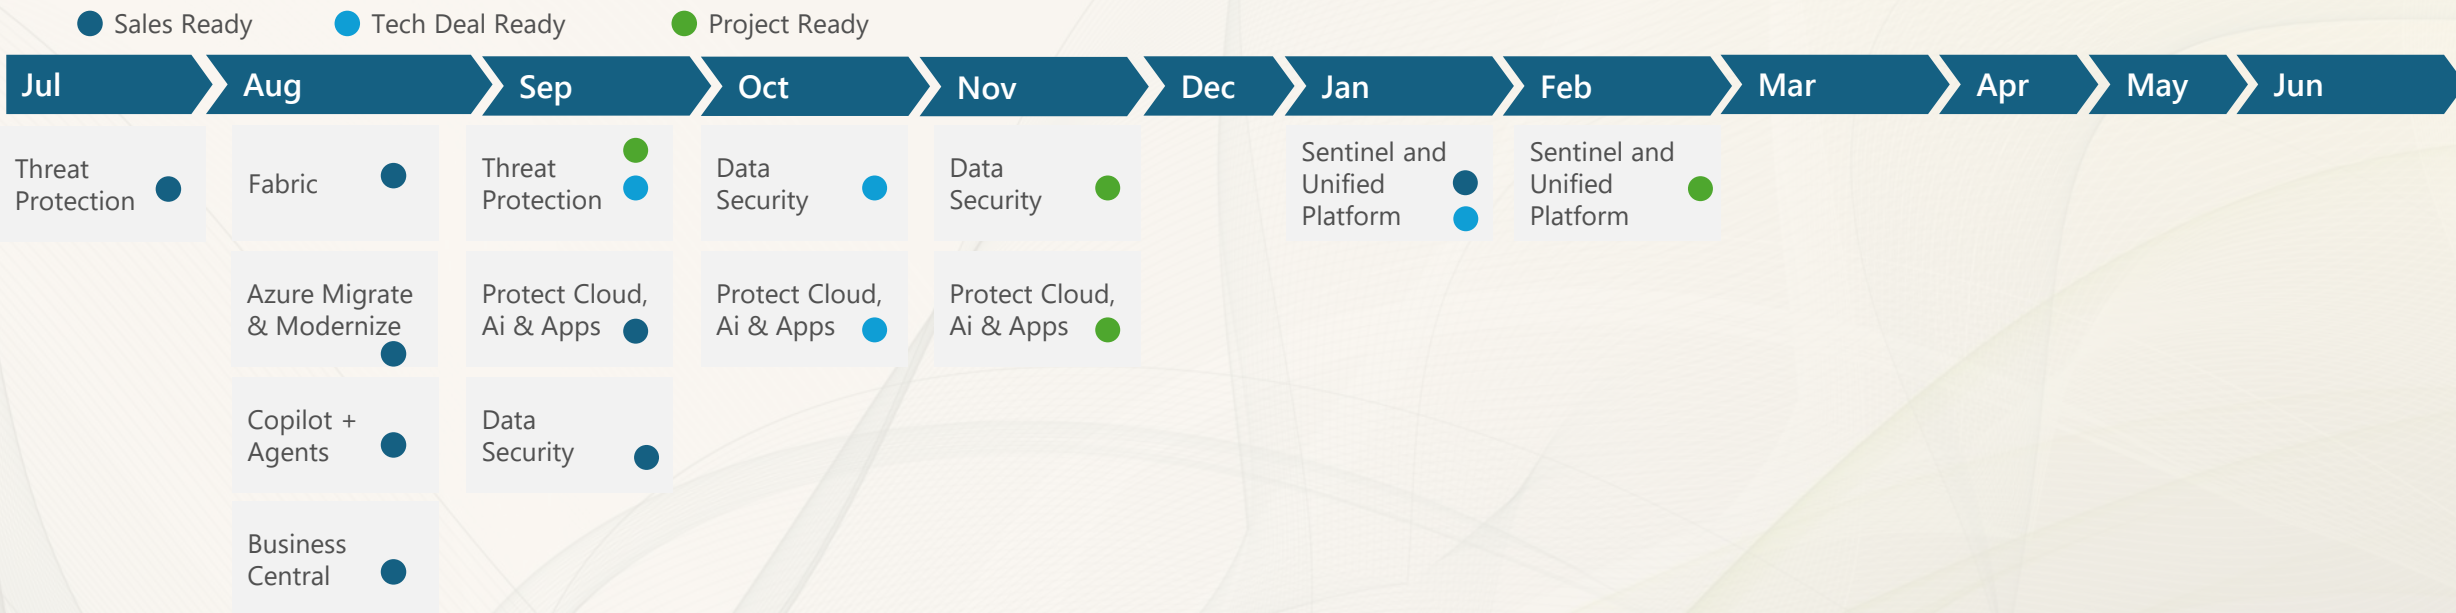 Sales Ready
Tech Deal Ready
Project Ready
Jul
Aug
Sep
Oct
Nov
Dec
Jan
Feb
Mar
Apr
May
Jun
Threat
Protection
Fabric
Azure Migrate
& Modernize
Copilot +
Agents
Business
Central
Threat
Protection
Protect Cloud,
Ai & Apps
Data
Security
Data
Security
Protect Cloud,
Ai & Apps
Data
Security
Protect Cloud,
Ai & Apps
Sentinel and
Unified
Platform
Sentinel and
Unified
Platform